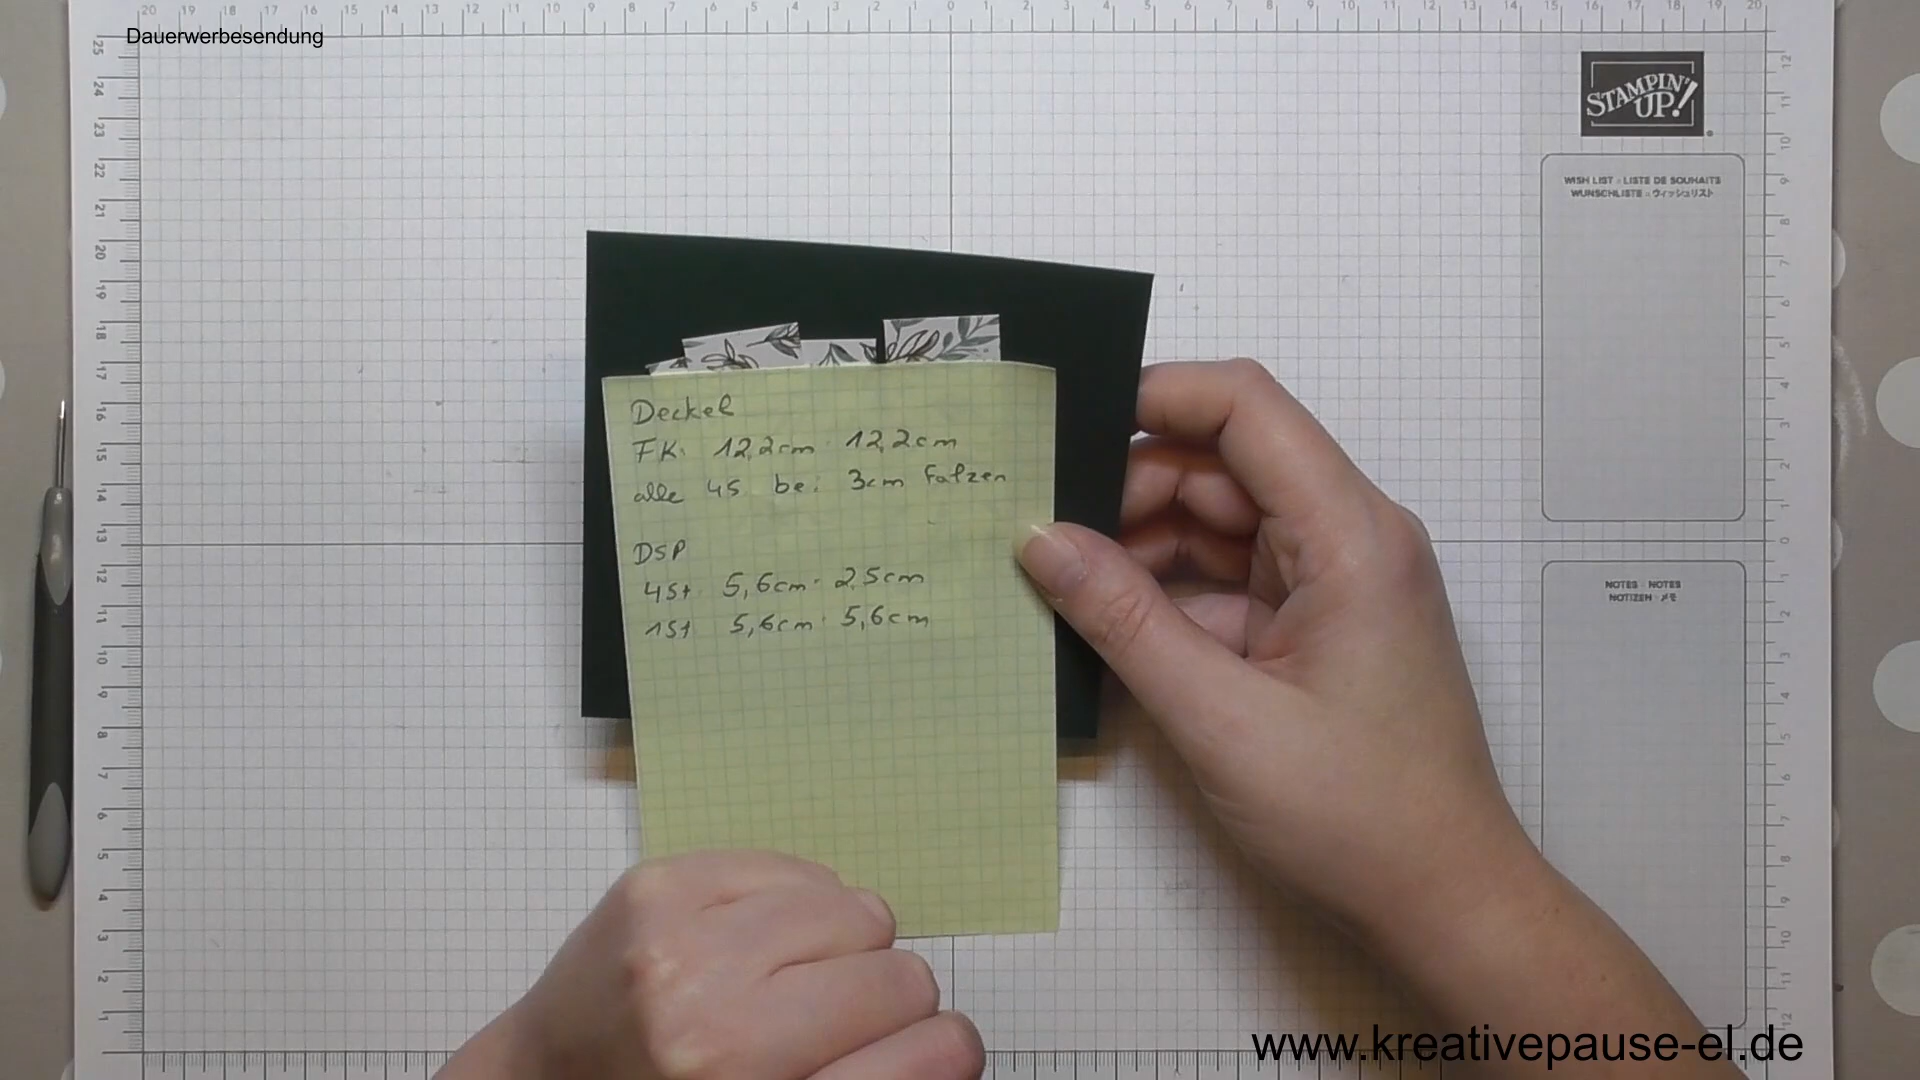 Dauerwerbesendung
STAMPIN' UP!
WISH LIST · LISTE DE SOUHAITS
WUNSCHLISTE · ウィッシュリスト
Deckel
FK: 12,2cm · 12,2cm
alle 4S bei 3cm falzen
DSP
4St 5,6cm · 2,5cm
1St 5,6cm · 5,6cm
NOTES · NOTES
NOTIZEN · メモ
www.kreativepause-el.de